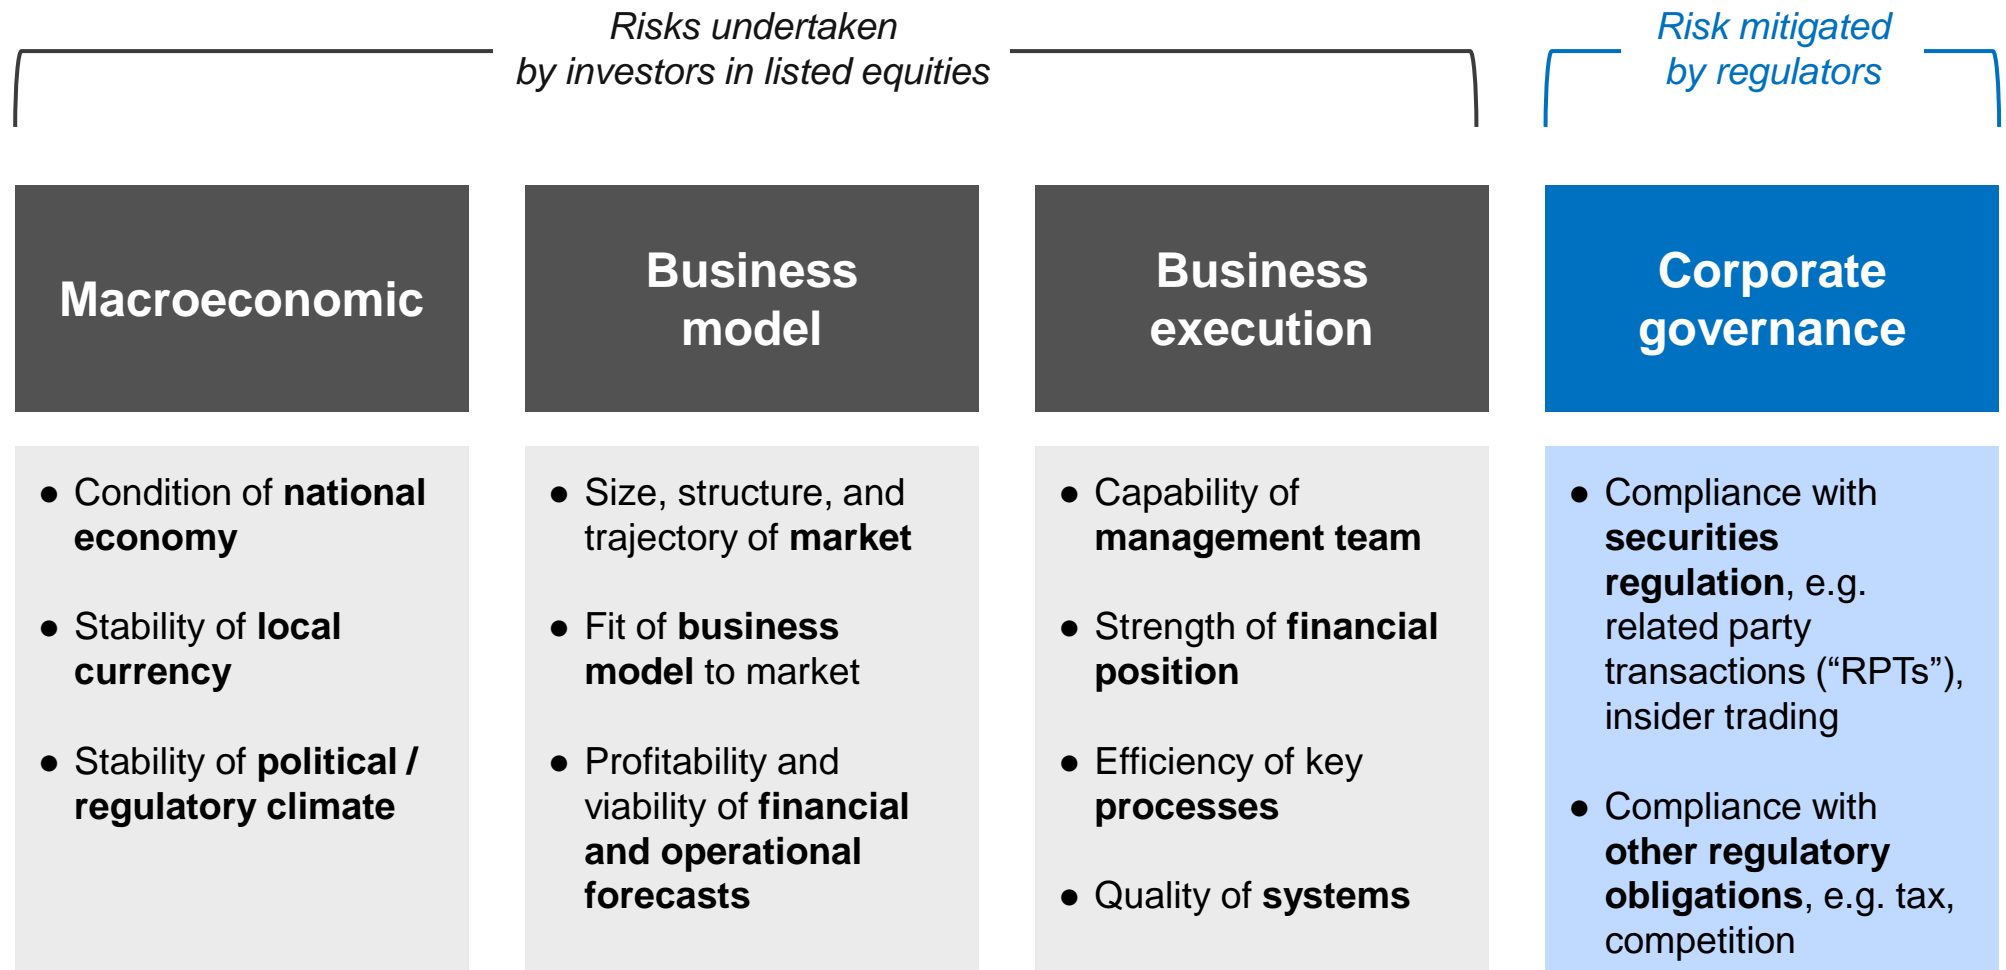 Risks undertaken
by investors in listed equities
Risk mitigated
by regulators
Macroeconomic
● Condition of national
economy
● Stability of local
currency
● Stability of political /
regulatory climate
Business
model
● Size, structure, and
trajectory of market
● Fit of business
model to market
● Profitability and
viability of financial
and operational
forecasts
Business
execution
● Capability of
management team
● Strength of financial
position
● Efficiency of key
processes
● Quality of systems
Corporate
governance
● Compliance with
securities
regulation, e.g.
related party
transactions (“RPTs”),
insider trading
● Compliance with
other regulatory
obligations, e.g. tax,
competition